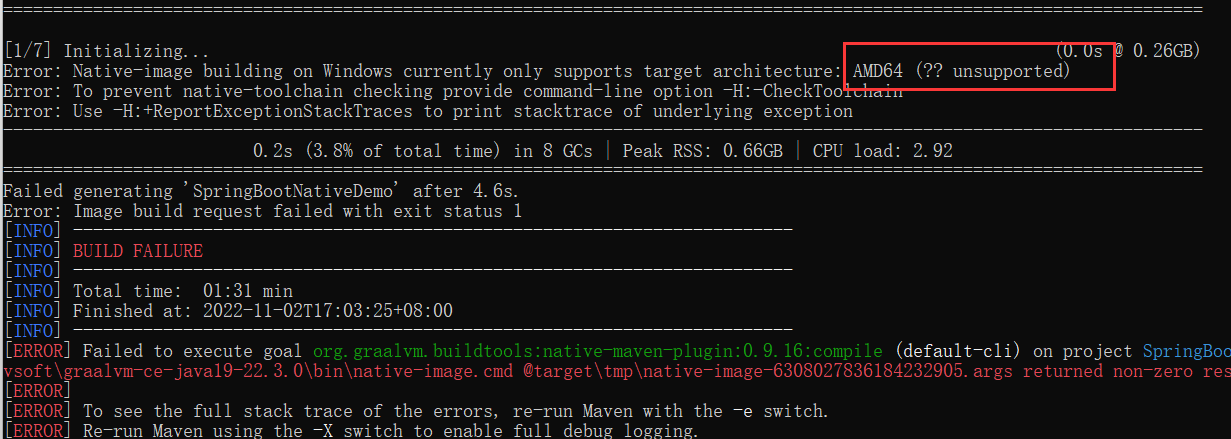 [1/7] Initializing... (0.0s @ 0.26GB)
Error: Native-image building on Windows currently only supports target architecture: AMD64 (?? unsupported)
Error: To prevent native-toolchain checking provide command-line option -H:-CheckToolchain
Error: Use -H:+ReportExceptionStackTraces to print stacktrace of underlying exception
0.2s (3.8% of total time) in 8 GCs | Peak RSS: 0.66GB | CPU load: 2.92
Failed generating 'SpringBootNativeDemo' after 4.6s.
Error: Image build request failed with exit status 1
[INFO] ------------------------------------------------------------------------
[INFO] BUILD FAILURE
[INFO] ------------------------------------------------------------------------
[INFO] Total time:  01:31 min
[INFO] Finished at: 2022-11-02T17:03:25+08:00
[INFO] ------------------------------------------------------------------------
[ERROR] Failed to execute goal org.graalvm.buildtools:native-maven-plugin:0.9.16:compile (default-cli) on project SpringBoo
vsoft\graalvm-ce-java19-22.3.0\bin\native-image.cmd @target\tmp\native-image-6308027836184232905.args returned non-zero res
[ERROR]
[ERROR] To see the full stack trace of the errors, re-run Maven with the -e switch.
[ERROR] Re-run Maven using the -X switch to enable full debug logging.